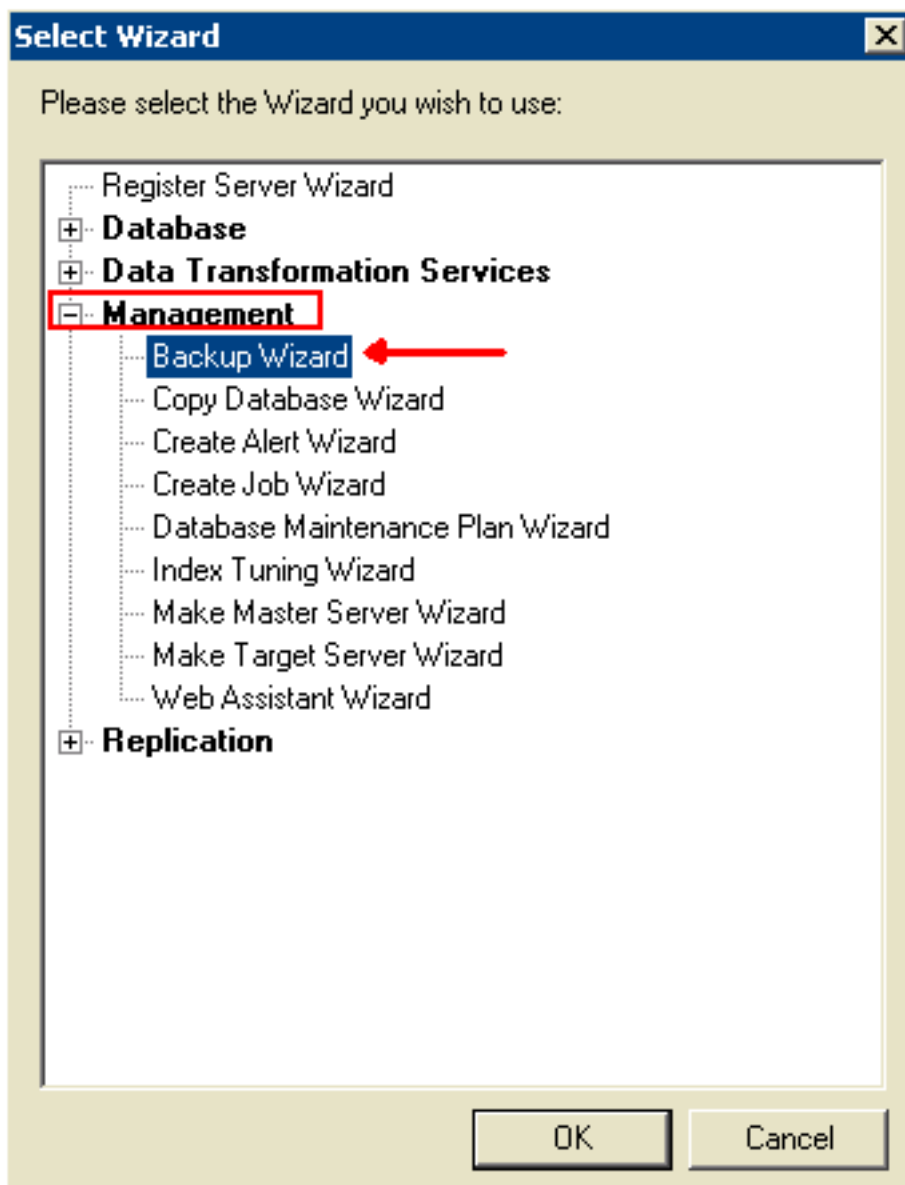 Select Wizard
Please select the Wizard you wish to use:
Register Server Wizard
Database
Data Transformation Services
Management
Backup Wizard
Copy Database Wizard
Create Alert Wizard
Create Job Wizard
Database Maintenance Plan Wizard
Index Tuning Wizard
Make Master Server Wizard
Make Target Server Wizard
Web Assistant Wizard
Replication
OK Cancel